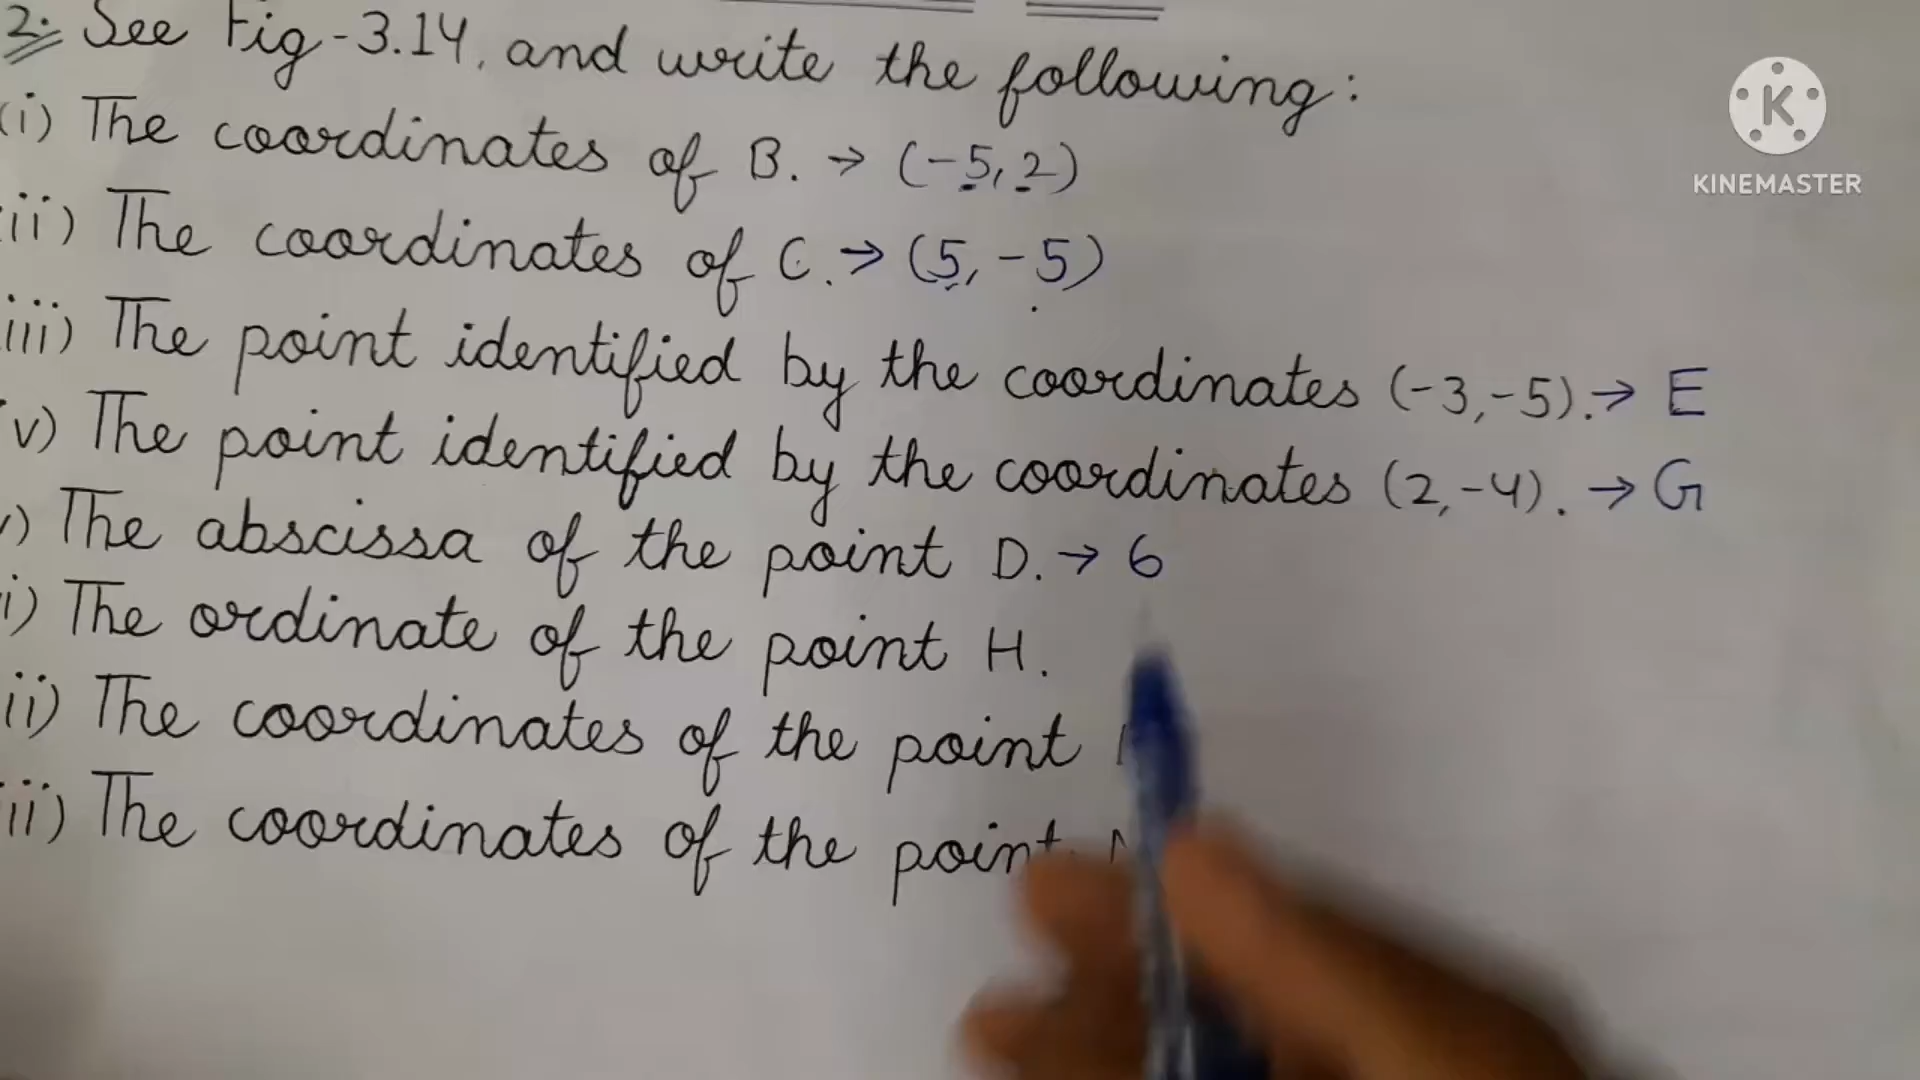 2. See Fig-3.14, and write the following:
(i) The coordinates of B. → (-5, 2)
ii) The coordinates of C. → (5, -5)
iii) The point identified by the coordinates (-3, -5). → E
v) The point identified by the coordinates (2, -4). → G
) The abscissa of the point D. → 6
i) The ordinate of the point H.
ii) The coordinates of the point
iii) The coordinates of the point
K
KINEMASTER